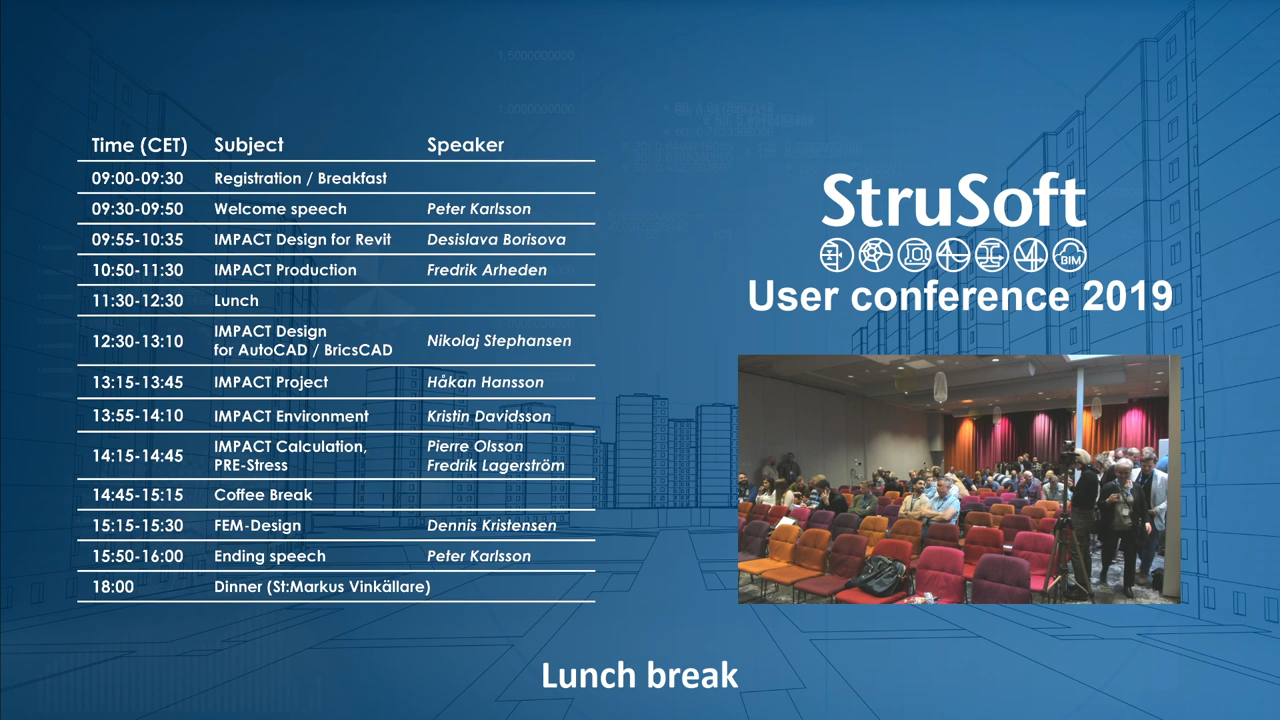 Time (CET) Subject Speaker
09:00-09:30 Registration / Breakfast
09:30-09:50 Welcome speech Peter Karlsson
09:55-10:35 IMPACT Design for Revit Desislava Borisova
10:50-11:30 IMPACT Production Fredrik Arheden
11:30-12:30 Lunch
12:30-13:10 IMPACT Design
for AutoCAD / BricsCAD Nikolaj Stephansen
13:15-13:45 IMPACT Project Håkan Hansson
13:55-14:10 IMPACT Environment Kristin Davidsson
14:15-14:45 IMPACT Calculation, Pierre Olsson
PRE-Stress Fredrik Lagerström
14:45-15:15 Coffee Break
15:15-15:30 FEM-Design Dennis Kristensen
15:50-16:00 Ending speech Peter Karlsson
18:00 Dinner (St:Markus Vinkällare)
StruSoft
BIM
User conference 2019
Lunch break
1,5000000000
1,0000000000